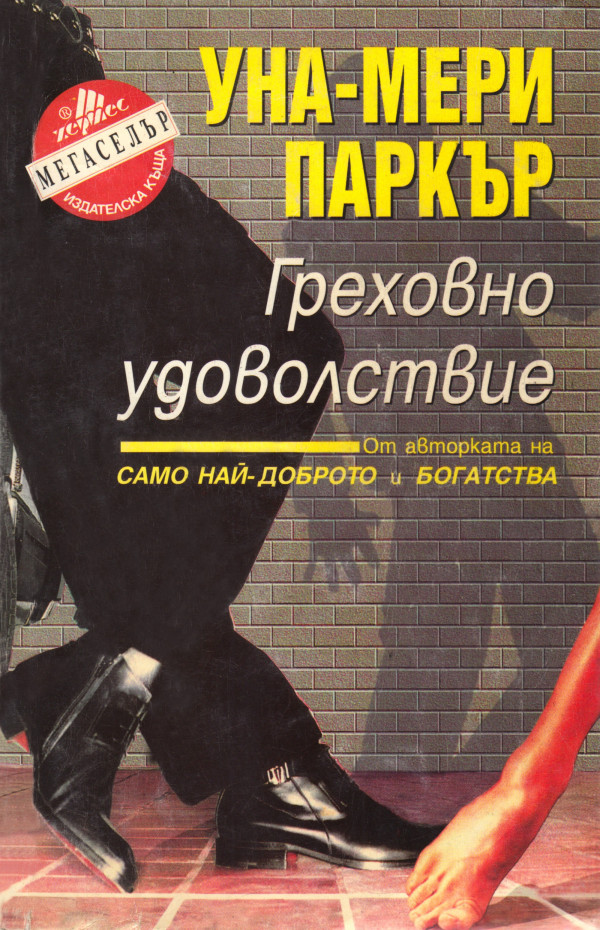 ® хермес
МЕГАСЕЛЪР
ИЗДАТЕЛСКА КЪЩА
УНА-МЕРИ
ПАРКЪР
Греховно
удоволствие
От авторката на
САМО НАЙ-ДОБРОТО и БОГАТСТВА